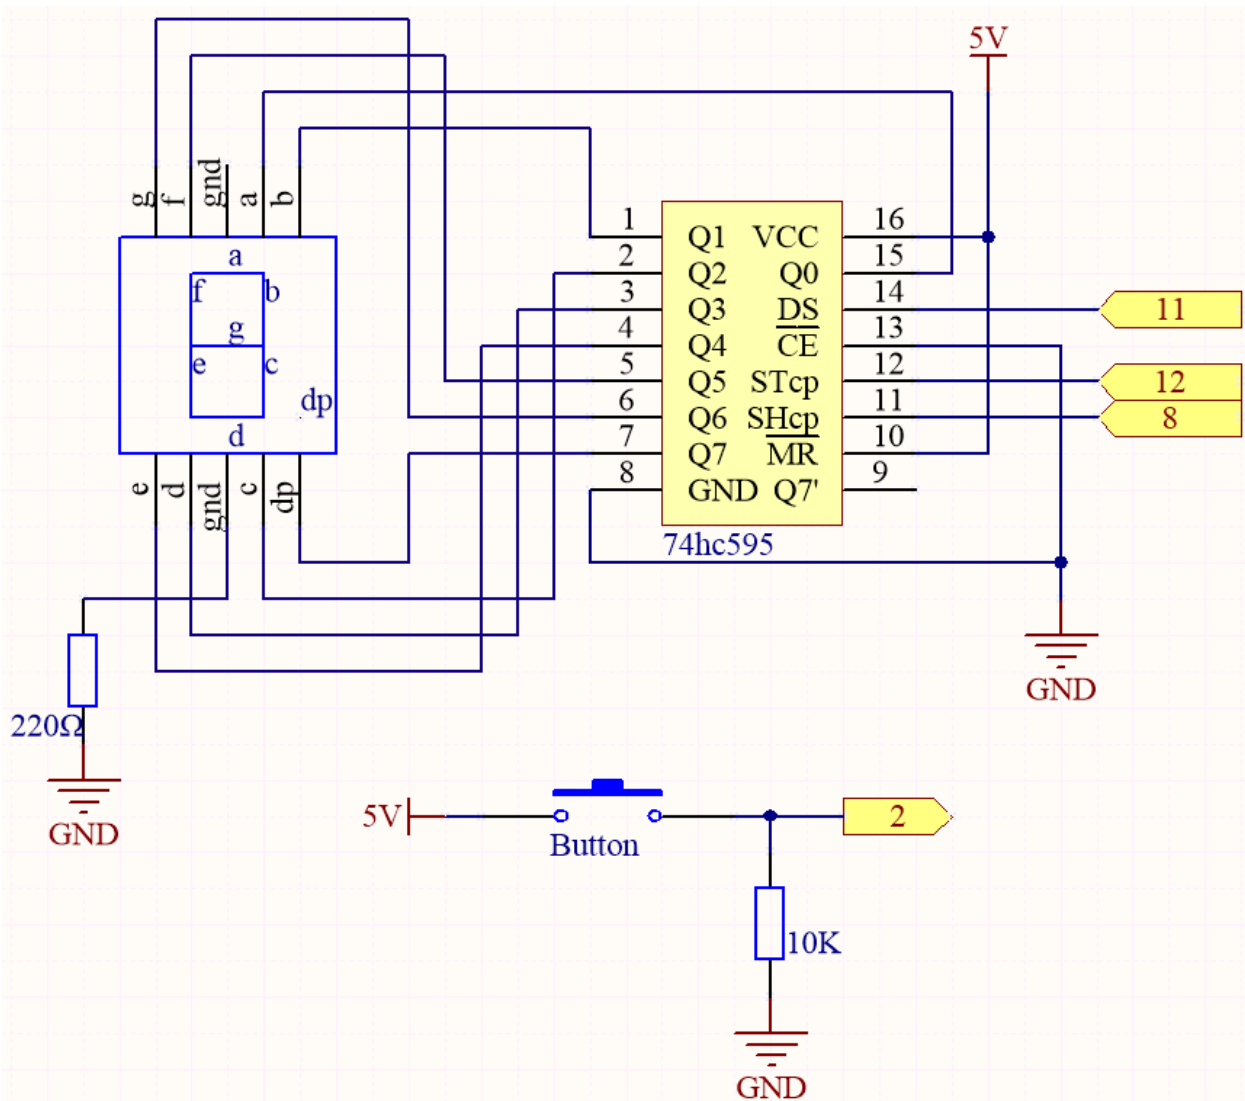 5V
g f gnd a b
a
f b
g
e c
dp
d
e d gnd c dp
1 Q1 VCC 16
2 Q2 Q0 15
3 Q3 DS 14
4 Q4 CE 13
5 Q5 STcp 12
6 Q6 SHcp 11
7 Q7 MR 10
8 GND Q7' 9
74hc595
11
12
8
GND
220Ω
GND
5V
Button
2
10K
GND